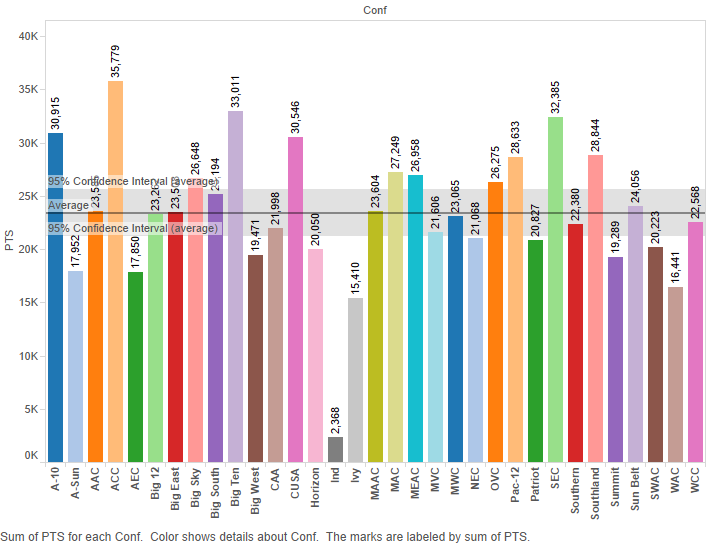 Conf
40K
35K
30K
25K
20K
15K
10K
5K
0K
PTS
30,915
17,952
35,779
17,850
26,648
33,011
19,471
21,998
30,546
20,050
2,368
15,410
23,604
27,249
26,958
21,606
23,065
21,068
26,275
28,633
20,827
32,385
22,380
28,844
19,289
24,056
20,223
16,441
22,568
95% Confidence Interval (average)
Average
95% Confidence Interval (average)
A-10
A-Sun
AAC
ACC
AEC
Big 12
Big East
Big Sky
Big South
Big Ten
Big West
CAA
CUSA
Horizon
Ind
Ivy
MAAC
MAC
MEAC
MVC
MWC
NEC
OVC
Pac-12
Patriot
SEC
Southern
Southland
Summit
Sun Belt
SWAC
WAC
WCC
Sum of PTS for each Conf.  Color shows details about Conf.  The marks are labeled by sum of PTS.